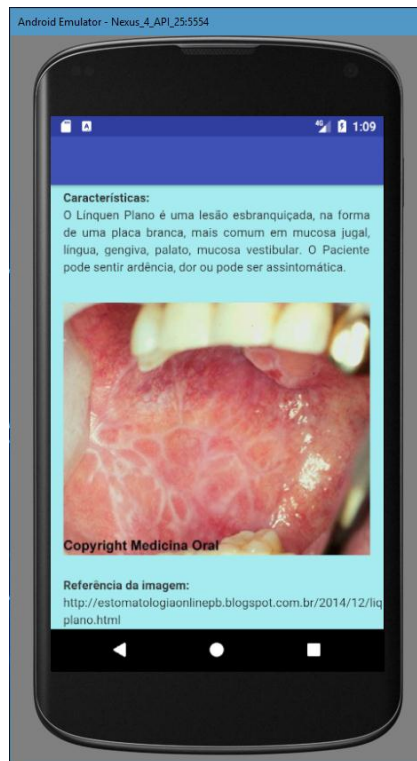 Android Emulator - Nexus_4_API_25:5554
A
4G
1:09
Características:
O Línquen Plano é uma lesão esbranquiçada, na forma
de uma placa branca, mais comum em mucosa jugal,
língua, gengiva, palato, mucosa vestibular. O Paciente
pode sentir ardência, dor ou pode ser assintomática.
Copyright Medicina Oral
Referência da imagem:
http://estomatologiaonlinepb.blogspot.com.br/2014/12/liq
plano.html